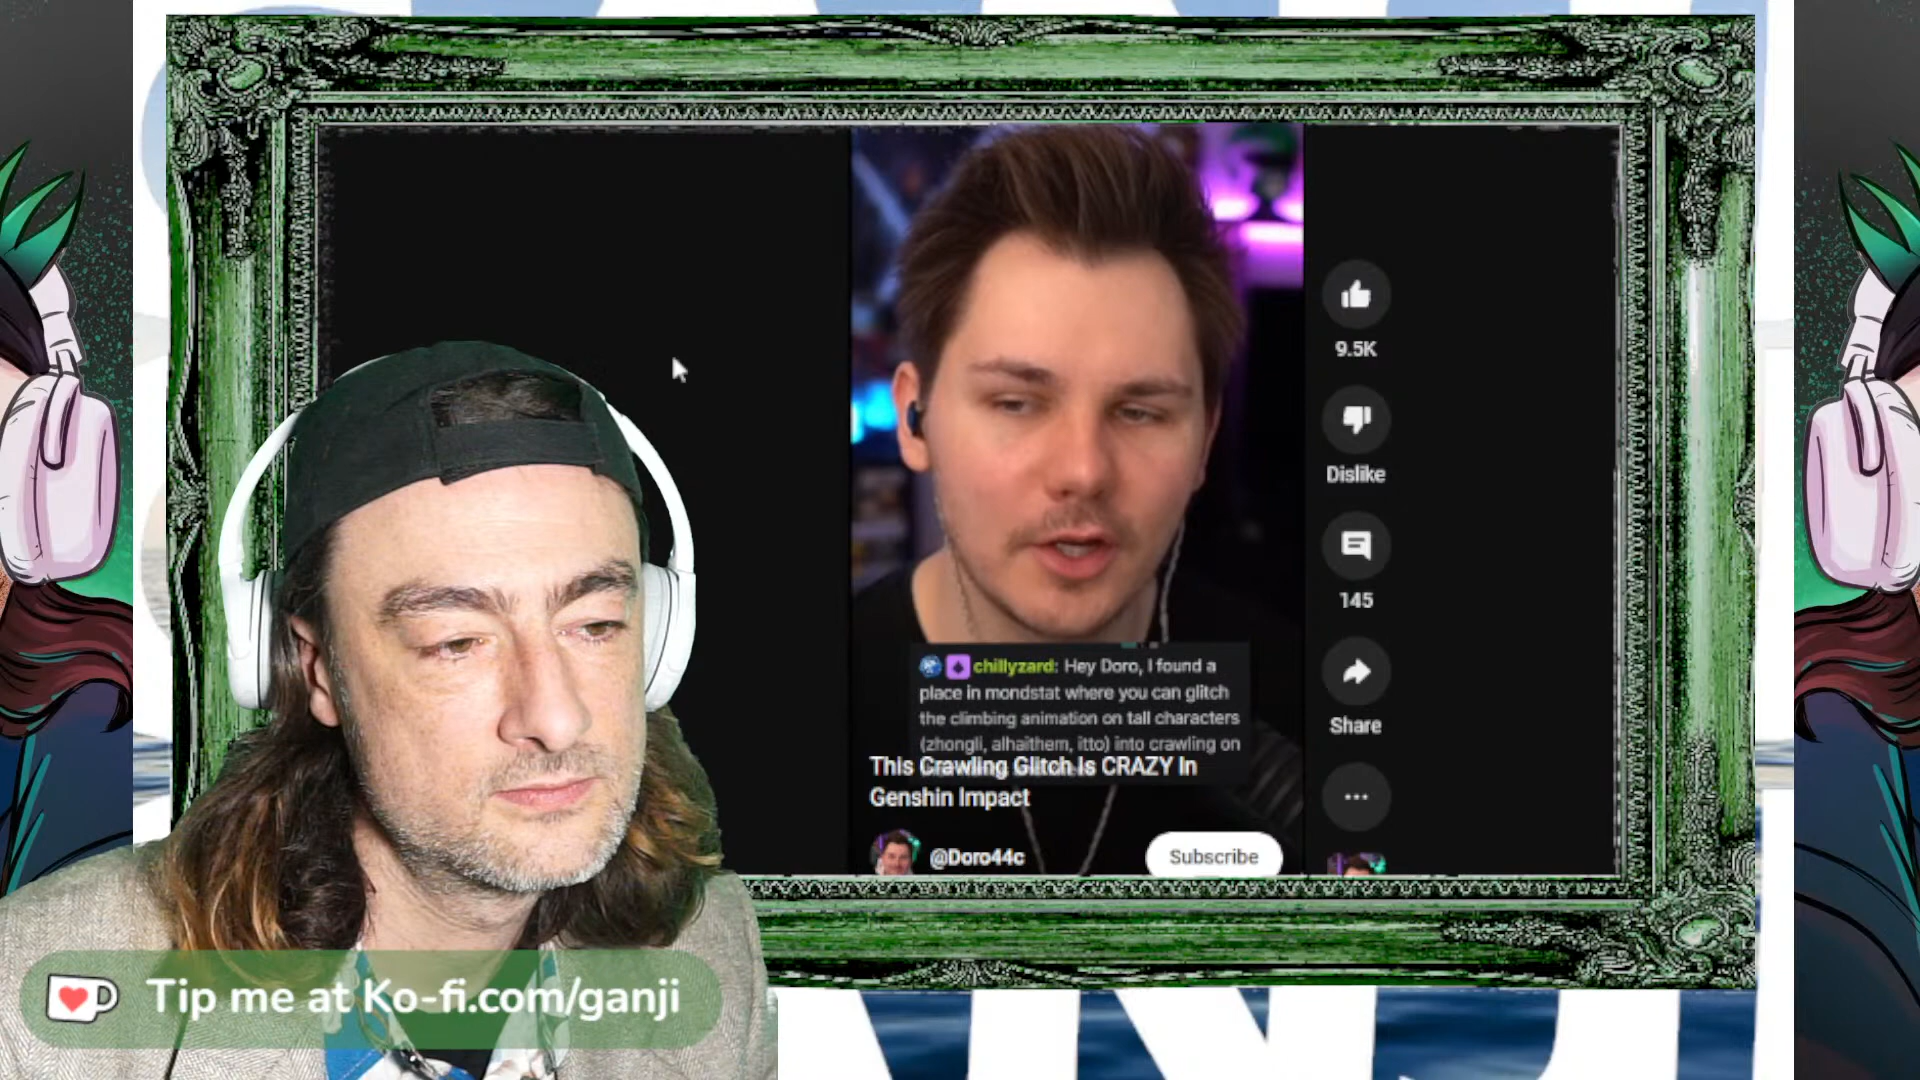 9.5K
Dislike
145
Share
chillyzard: Hey Doro, I found a
place in mondstat where you can glitch
the climbing animation on tall characters
(zhongli, alhaithem, itto) into crawling on
This Crawling Glitch Is CRAZY In
Genshin Impact
@Doro44c
Subscribe
Tip me at Ko-fi.com/ganji